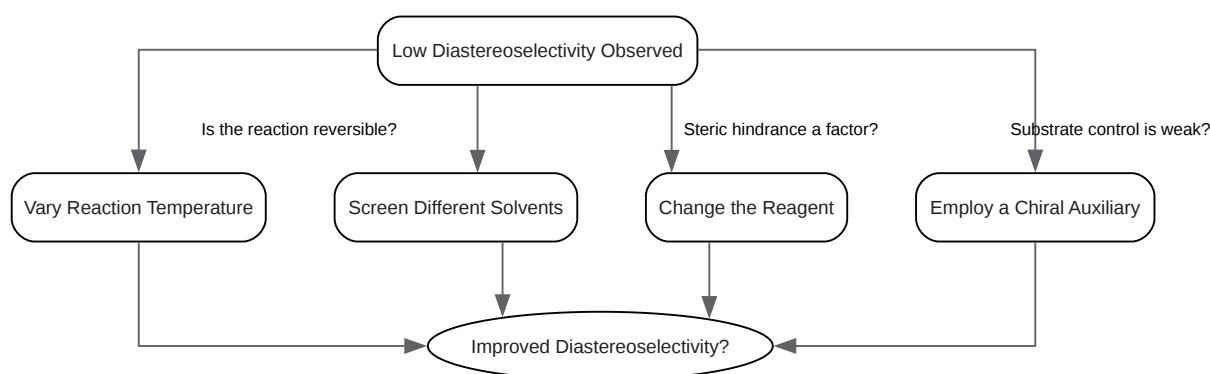 Low Diastereoselectivity Observed
Is the reaction reversible?
Steric hindrance a factor?
Substrate control is weak?
Vary Reaction Temperature
Screen Different Solvents
Change the Reagent
Employ a Chiral Auxiliary
Improved Diastereoselectivity?